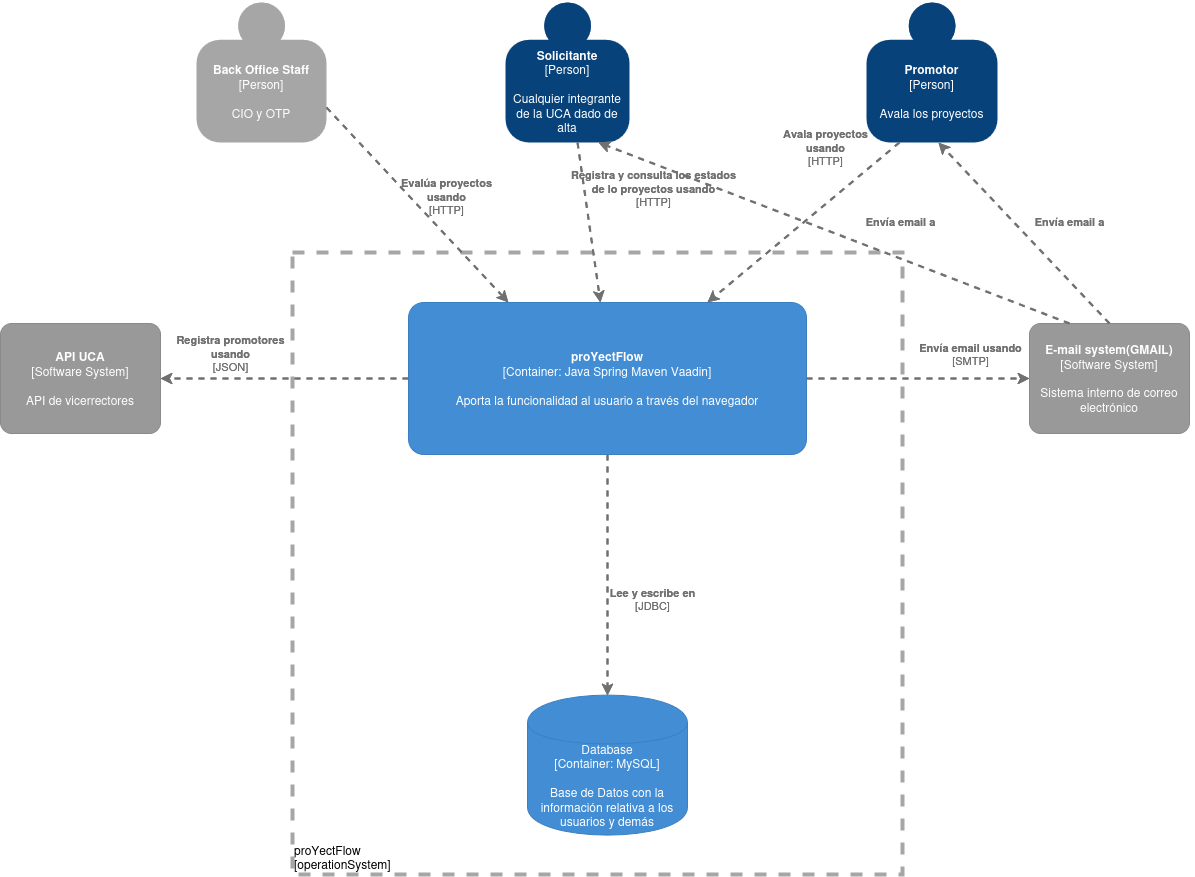 Back Office Staff
[Person]
CIO y OTP
Solicitante
[Person]
Cualquier integrante
de la UCA dado de
alta
Promotor
[Person]
Avala los proyectos
Avala proyectos
usando
[HTTP]
Evalúa proyectos
usando
[HTTP]
Registra y consulta los estados
de lo proyectos usando
[HTTP]
Envía email a
Envía email a
API UCA
[Software System]
API de vicerrectores
Registra promotores
usando
[JSON]
proYectFlow
[Container: Java Spring Maven Vaadin]
Aporta la funcionalidad al usuario a través del navegador
Envía email usando
[SMTP]
E-mail system(GMAIL)
[Software System]
Sistema interno de correo
electrónico
Lee y escribe en
[JDBC]
Database
[Container: MySQL]
Base de Datos con la
información relativa a los
usuarios y demás
proYectFlow
[operationSystem]